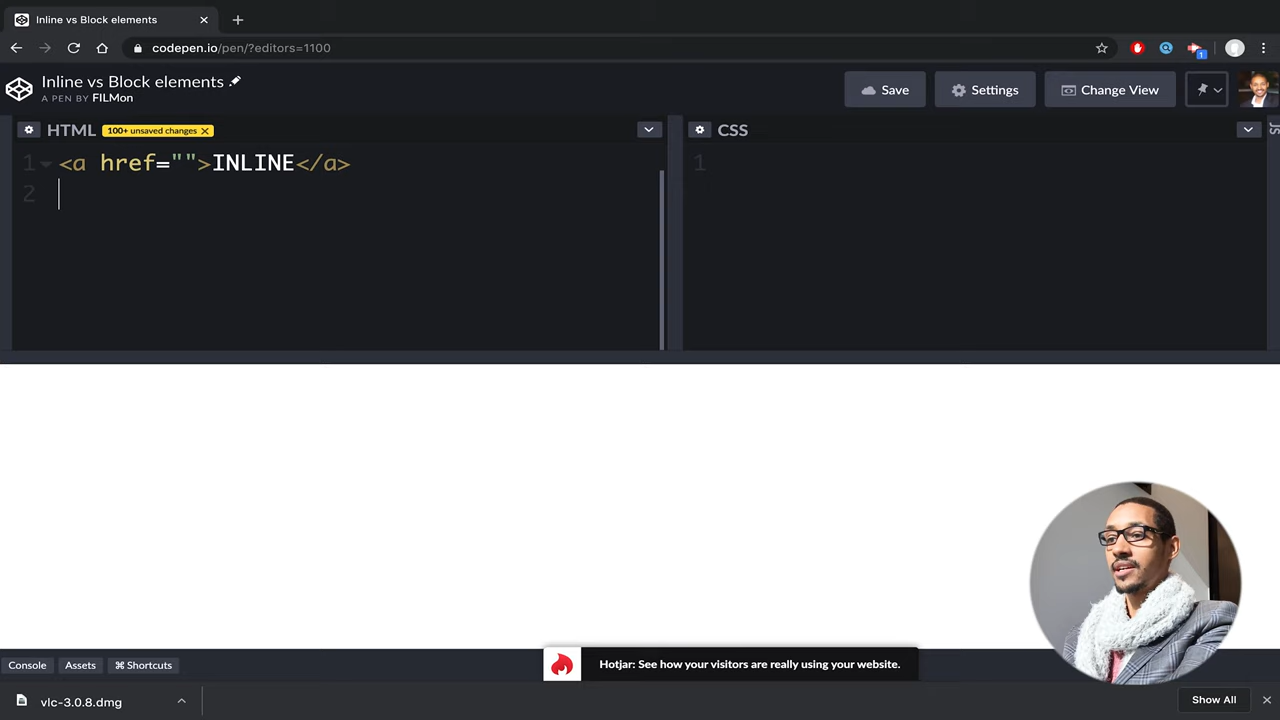 Inline vs Block elements
codepen.io/pen/?editors=1100
1
Inline vs Block elements
A PEN BY FILMon
Save
Settings
Change View
HTML
100+ unsaved changes
CSS
JS
1 <a href="">INLINE</a>
2
1
Console
Assets
⌘ Shortcuts
Hotjar: See how your visitors are really using your website.
vlc-3.0.8.dmg
Show All